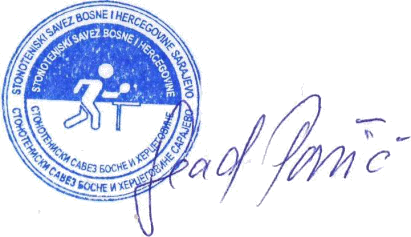 STONOTENISKI SAVEZ BOSNE I HERCEGOVINE SARAJEVO
STONOTENISKI SAVEZ BOSNE I HERCEGOVINE
СТОНОТЕНИСКИ САВЕЗ БОСНЕ И ХЕРЦЕГОВИНЕ
СТОНОТЕНИСКИ САВЕЗ БОСНЕ И ХЕРЦЕГОВИНЕ САРАЈЕВО